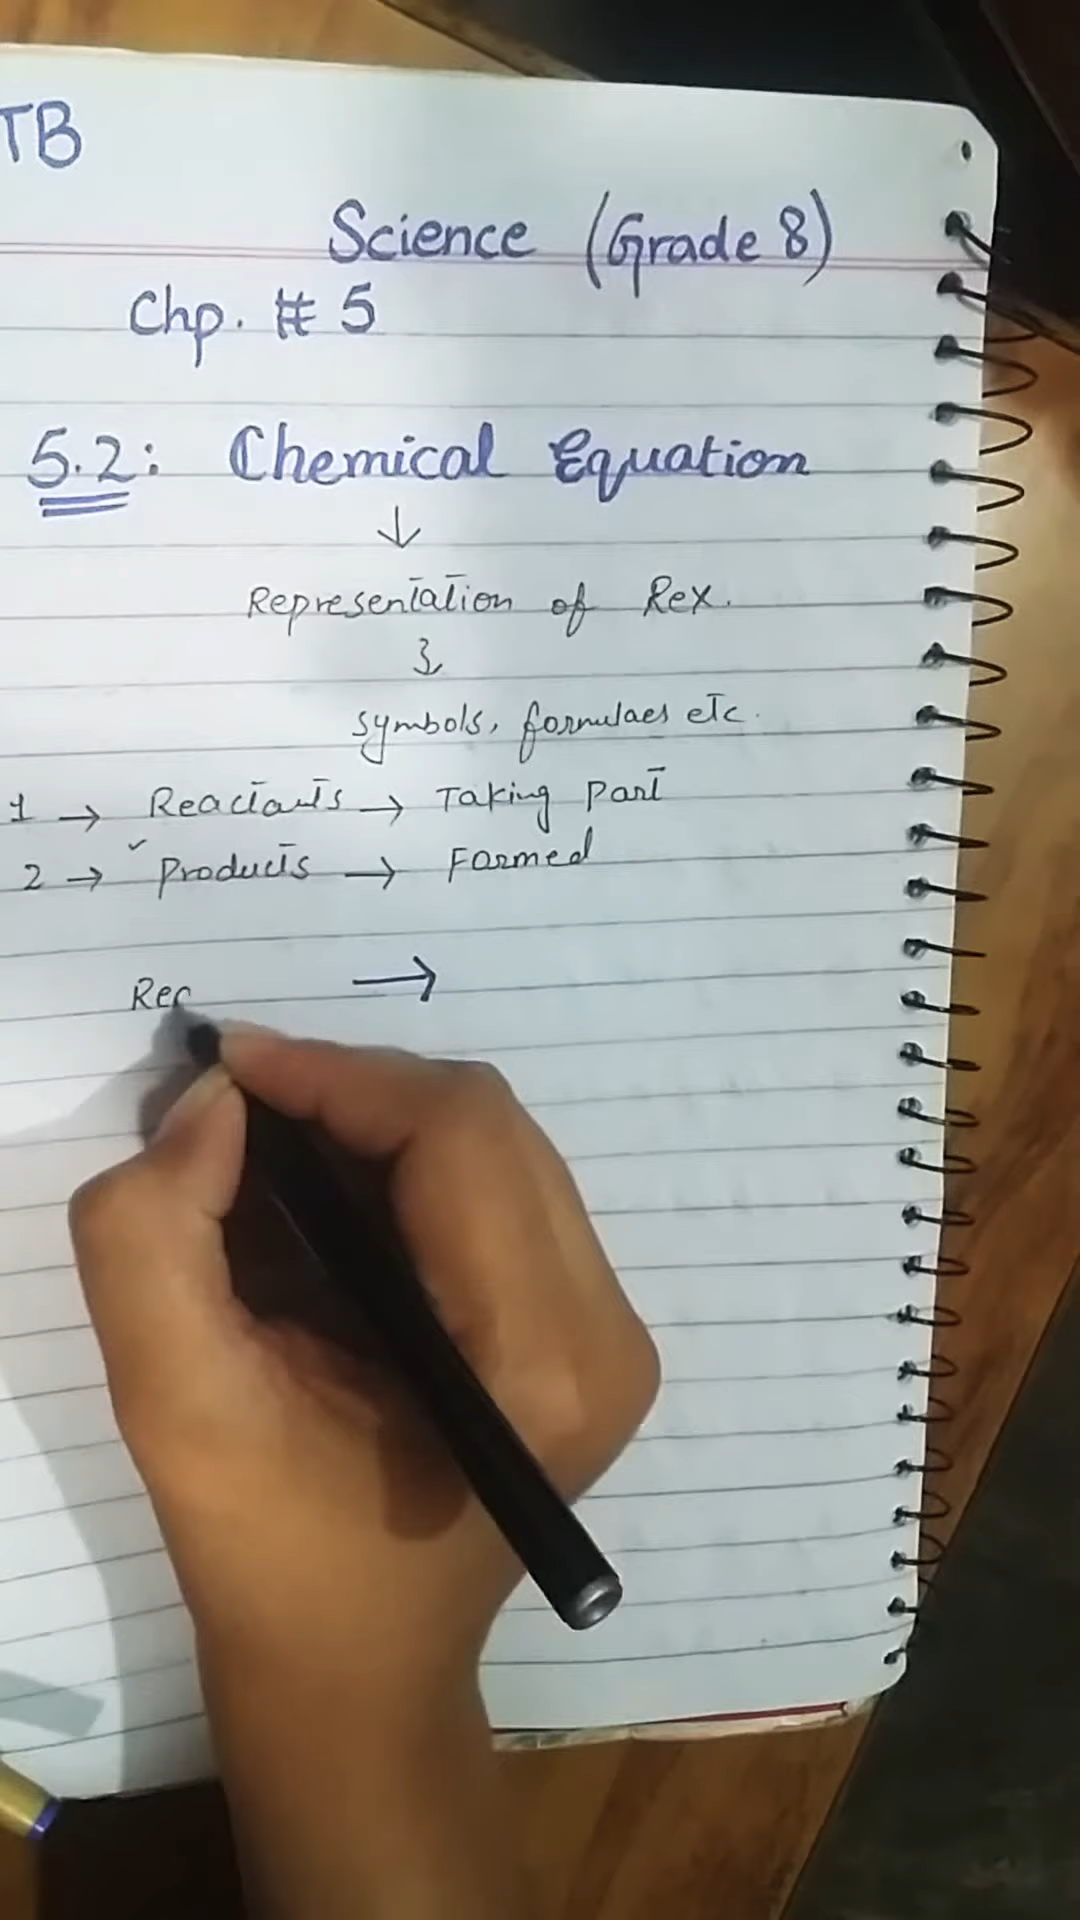 TB
Science (Grade 8)
Chp. # 5
5.2: Chemical Equation
↓
Representation of Rex.
↓
symbols, formulaes etc.
1 → Reactants → Taking Part
2 → Products → Formed
Rea →